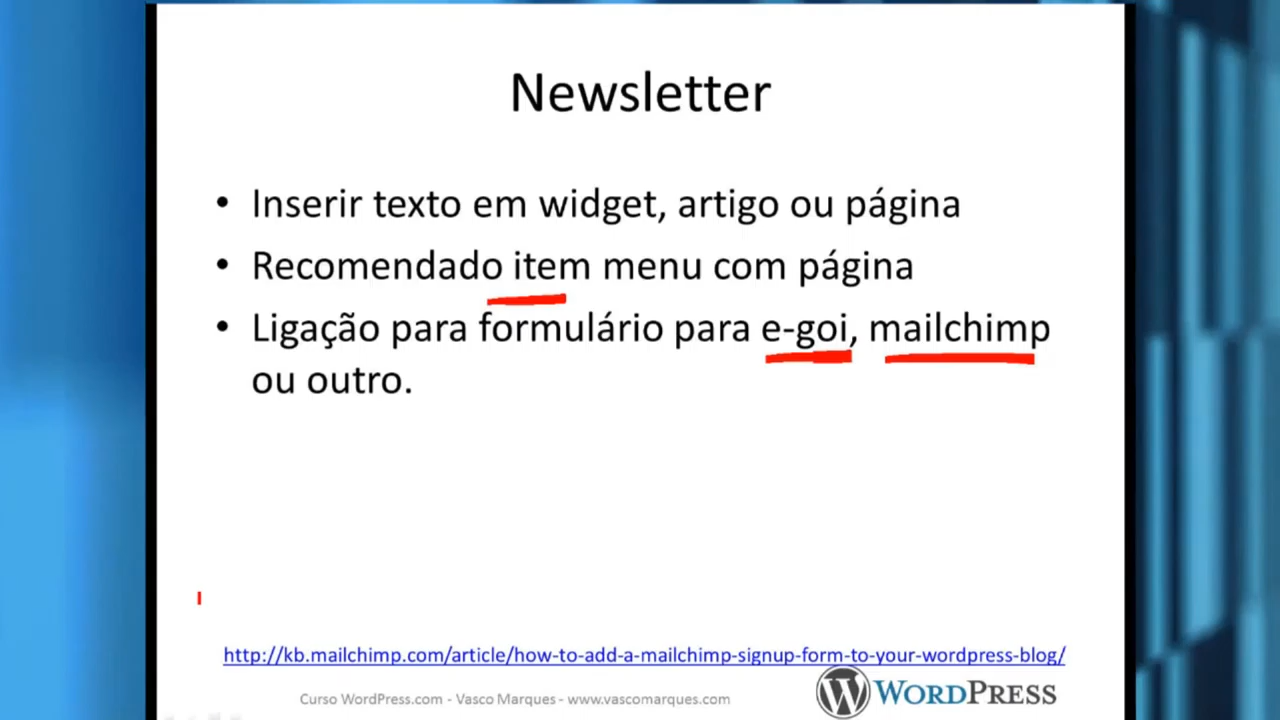 Newsletter
• Inserir texto em widget, artigo ou página
• Recomendado item menu com página
• Ligação para formulário para e-goi, mailchimp
ou outro.
http://kb.mailchimp.com/article/how-to-add-a-mailchimp-signup-form-to-your-wordpress-blog/
Curso WordPress.com - Vasco Marques - www.vascomarques.com
WORDPRESS